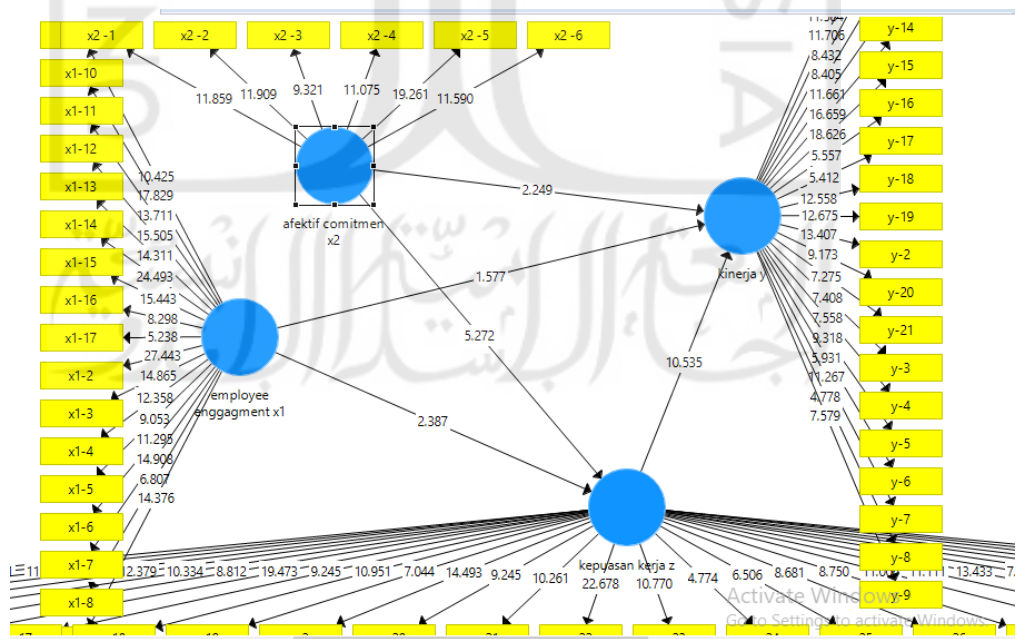 x2 -1
x2 -2
x2 -3
x2 -4
x2 -5
x2 -6
11.859
11.909
9.321
11.075
19.261
11.590
x1-10
x1-11
x1-12
x1-13
x1-14
x1-15
x1-16
x1-17
x1-2
x1-3
x1-4
x1-5
x1-6
x1-7
x1-8
10.425
17.829
13.711
15.505
14.311
24.493
15.443
8.298
5.238
27.443
14.865
12.358
9.053
11.295
14.908
6.807
14.376
afektif comitmen
x2
employee
enggagment x1
2.249
1.577
5.272
2.387
10.535
kinerja y
kepuasan kerja z
11.706
8.432
8.405
11.661
16.659
18.626
5.557
5.412
12.558
12.675
13.407
9.173
7.275
7.408
7.558
9.318
5.931
11.267
4.778
7.579
y-14
y-15
y-16
y-17
y-18
y-19
y-2
y-20
y-21
y-3
y-4
y-5
y-6
y-7
y-8
y-9
12.379
10.334
8.812
19.473
9.245
10.951
7.044
14.493
9.245
10.261
22.678
10.770
4.774
6.506
8.681
8.750
13.433
Activate Windows
Go to Settings to activate Windows.